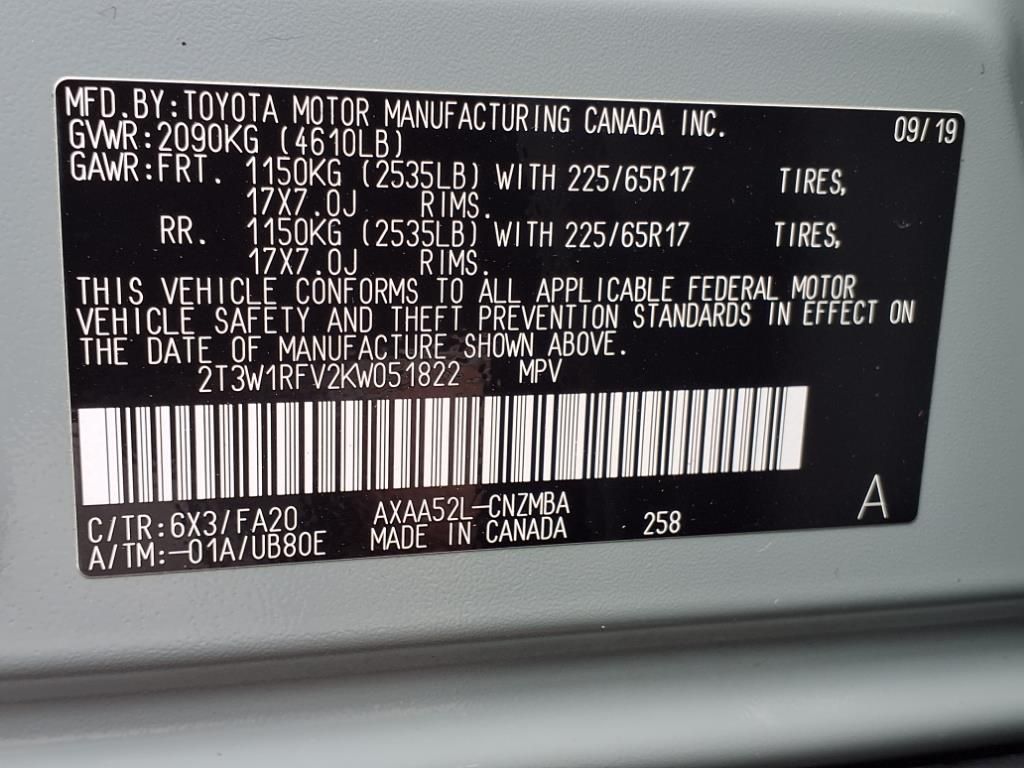 MFD.BY:TOYOTA MOTOR MANUFACTURING CANADA INC. 09/19
GVWR:2090KG (4610LB)
GAWR:FRT. 1150KG (2535LB) WITH 225/65R17 TIRES,
17X7.0J RIMS.
RR. 1150KG (2535LB) WITH 225/65R17 TIRES,
17X7.0J RIMS.
THIS VEHICLE CONFORMS TO ALL APPLICABLE FEDERAL MOTOR
VEHICLE SAFETY AND THEFT PREVENTION STANDARDS IN EFFECT ON
THE DATE OF MANUFACTURE SHOWN ABOVE.
2T3W1RFV2KW051822 MPV
C/TR:6X3/FA20 AXAA52L-CNZMBA 258 A
A/TM:-01A/UB80E MADE IN CANADA